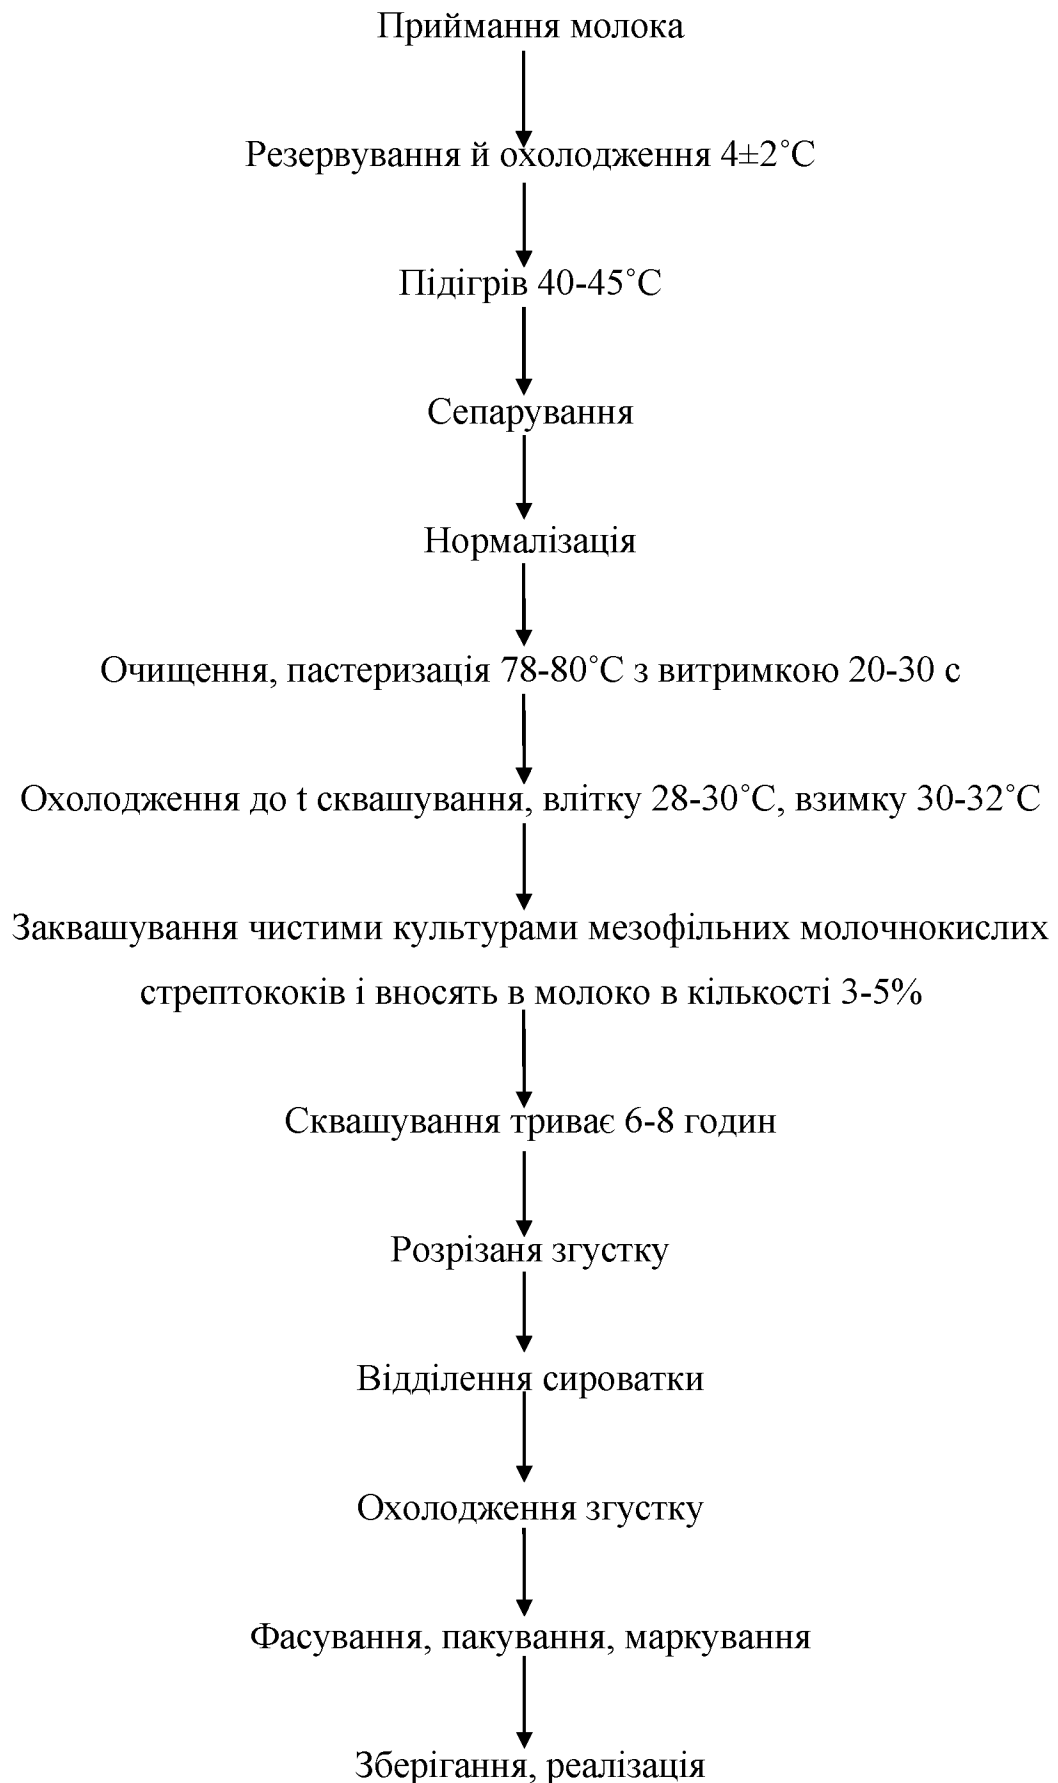 Приймання молока
Резервування й охолодження 4±2˚С
Підігрів 40-45˚С
Сепарування
Нормалізація
Очищення, пастеризація 78-80˚С з витримкою 20-30 с
Охолодження до t сквашування, влітку 28-30˚С, взимку 30-32˚С
Заквашування чистими культурами мезофільних молочнокислих
стрептококів і вносять в молоко в кількості 3-5%
Сквашування триває 6-8 годин
Розрізаня згустку
Відділення сироватки
Охолодження згустку
Фасування, пакування, маркування
Зберігання, реалізація